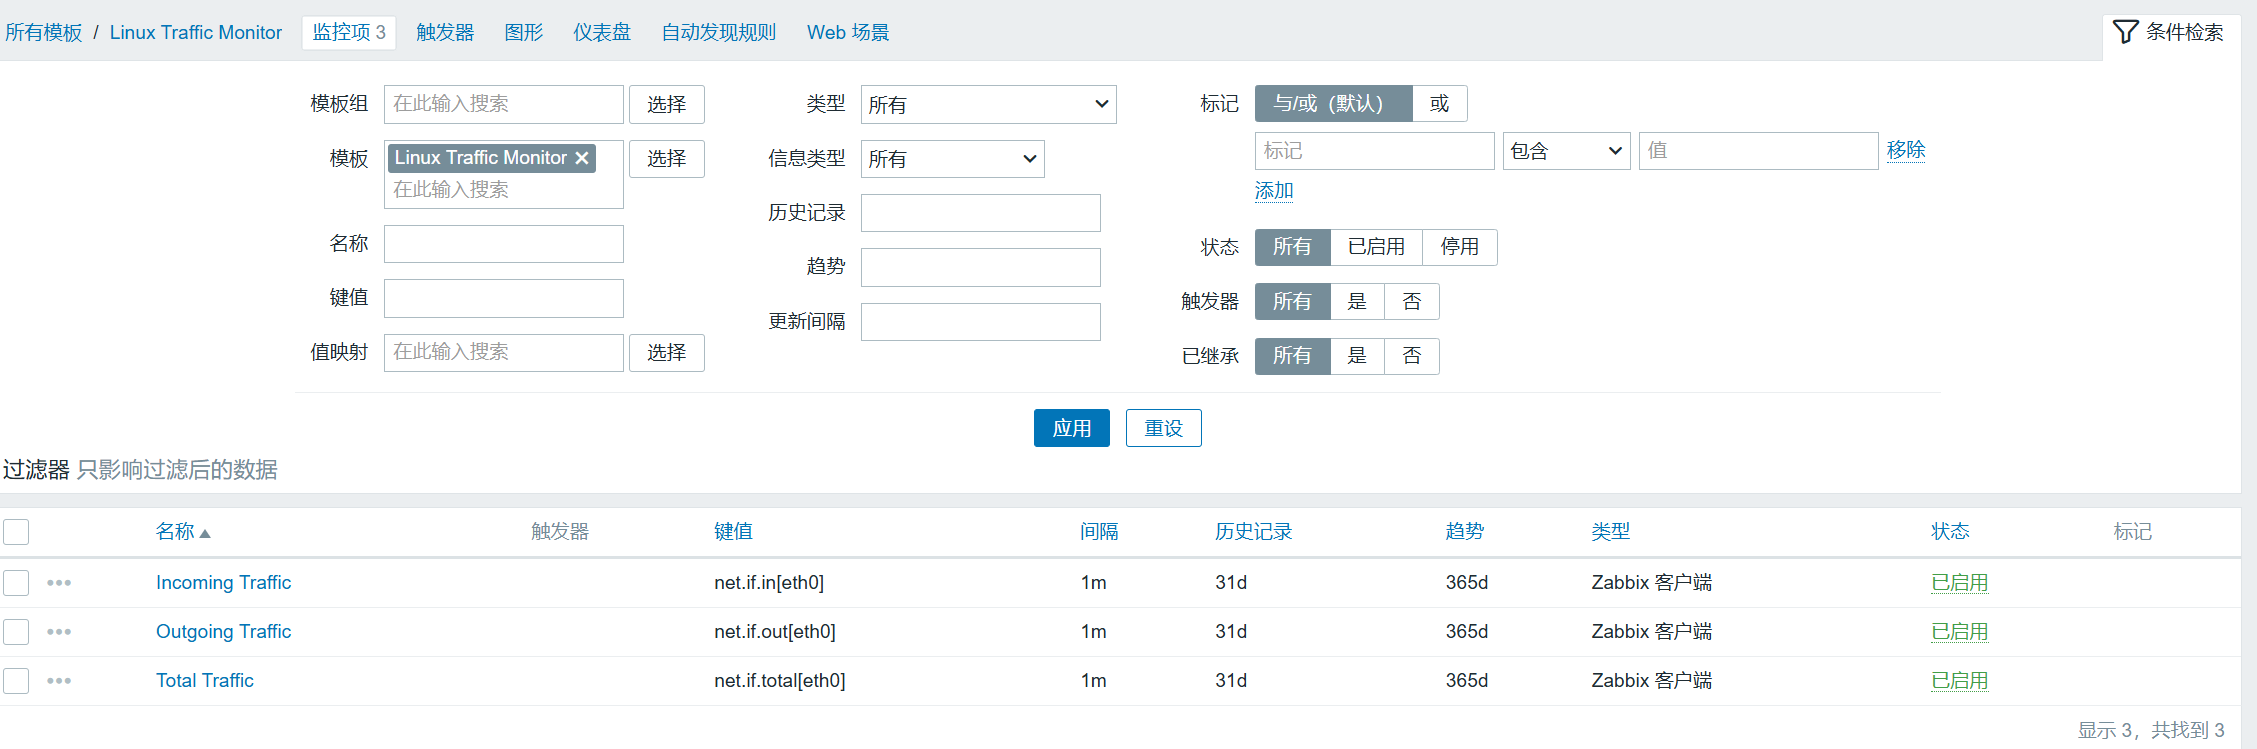 所有模板 / Linux Traffic Monitor 监控项 3 触发器 图形 仪表盘 自动发现规则 Web 场景 条件检索
模板组 在此输入搜索 选择 类型 所有 标记 与/或（默认） 或
标记 包含 值 移除
模板 Linux Traffic Monitor 选择 信息类型 所有
在此输入搜索 添加
历史记录
名称 状态 所有 已启用 停用
趋势
键值 触发器 所有 是 否
更新间隔
值映射 在此输入搜索 选择 已继承 所有 是 否
应用 重设
过滤器 只影响过滤后的数据
名称 触发器 键值 间隔 历史记录 趋势 类型 状态 标记
Incoming Traffic net.if.in[eth0] 1m 31d 365d Zabbix 客户端 已启用
Outgoing Traffic net.if.out[eth0] 1m 31d 365d Zabbix 客户端 已启用
Total Traffic net.if.total[eth0] 1m 31d 365d Zabbix 客户端 已启用
显示 3，共找到 3